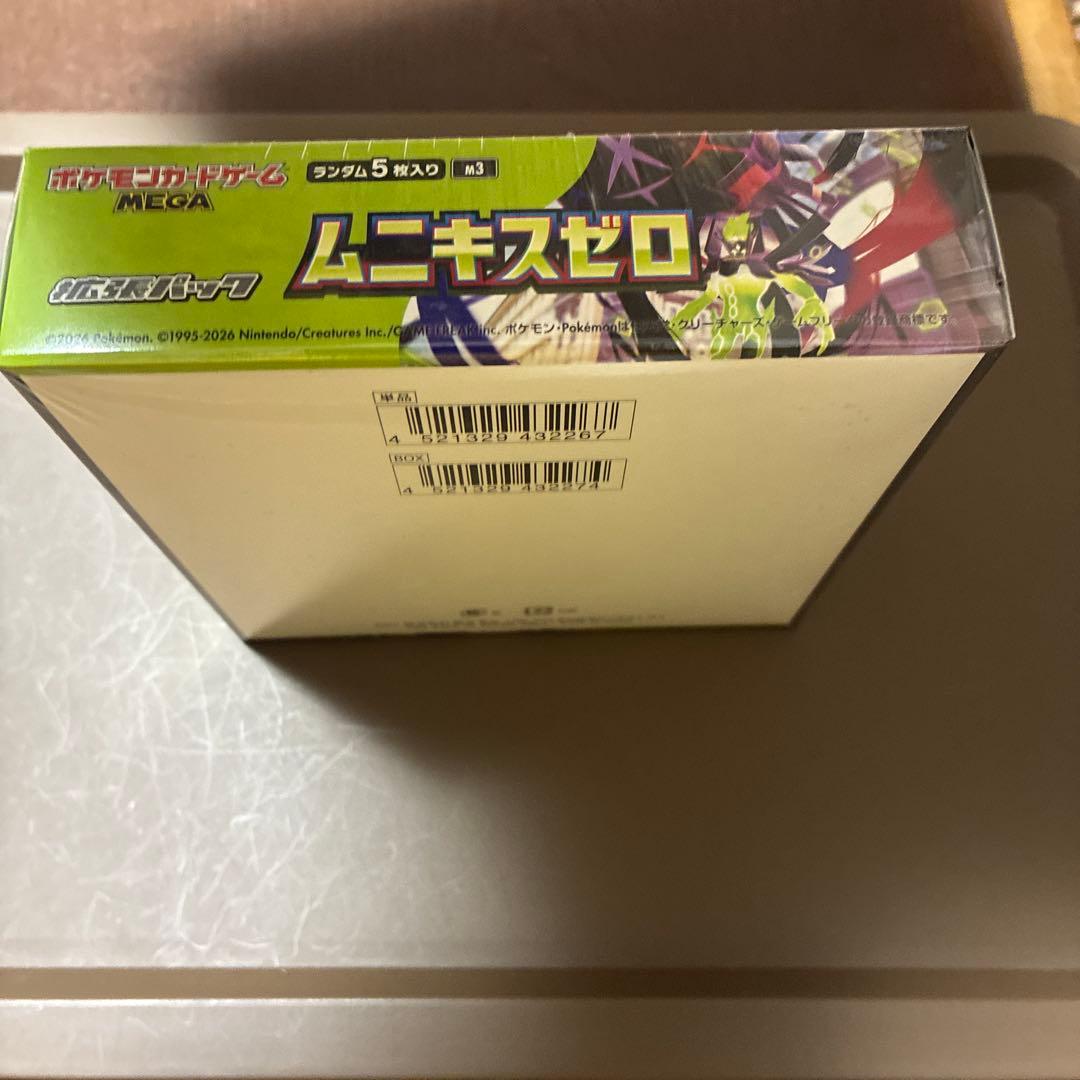 ポケモンカードゲーム
MEGA
ランダム5枚入り M3
ムニキスゼロ
拡張パック
©2026 Pokémon. ©1995-2026 Nintendo/Creatures Inc./GAME FREAK inc. ポケモン・Pokémonは任天堂・クリーチャーズ・ゲームフリークの登録商標です。
単品
4 521329 432267
BOX
4 521329 432274